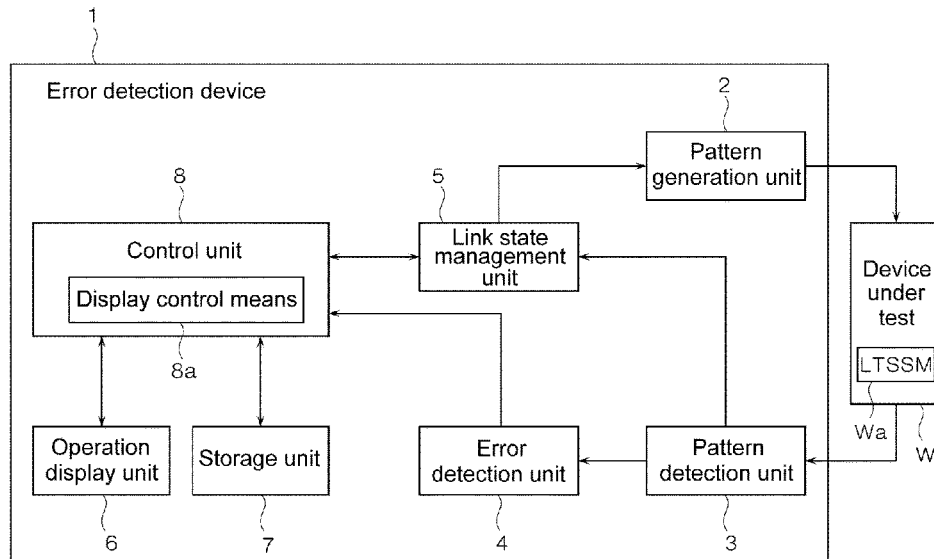 1
Error detection device
2
Pattern
generation unit
8
5
Control unit
Link state
management
unit
Display control means
8a
Device
under
test
LTSSM
Wa
W
Operation
display unit
Storage unit
Error
detection unit
Pattern
detection unit
6
7
4
3